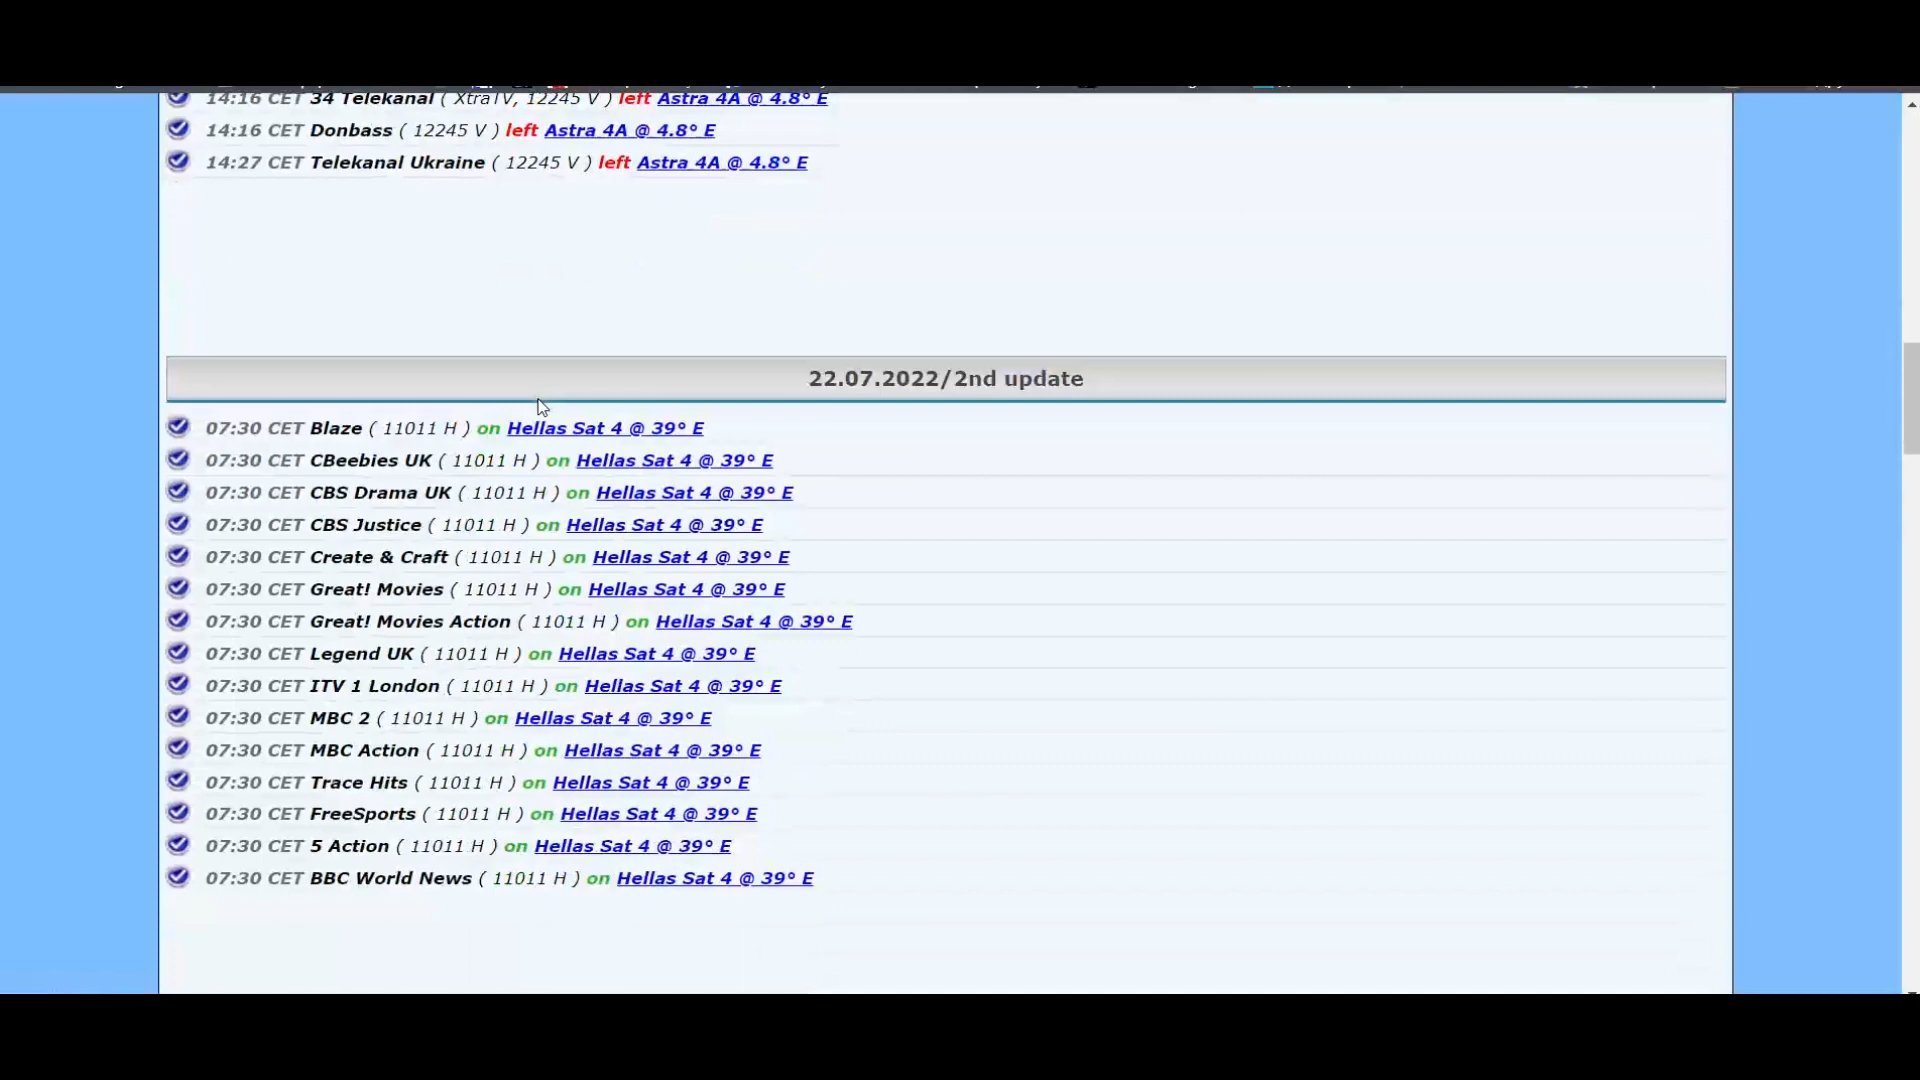 14:16 CET 34 Telekanal ( XtraTV, 12245 V ) left Astra 4A @ 4.8° E
14:16 CET Donbass ( 12245 V ) left Astra 4A @ 4.8° E
14:27 CET Telekanal Ukraine ( 12245 V ) left Astra 4A @ 4.8° E
22.07.2022/2nd update
07:30 CET Blaze ( 11011 H ) on Hellas Sat 4 @ 39° E
07:30 CET CBeebies UK ( 11011 H ) on Hellas Sat 4 @ 39° E
07:30 CET CBS Drama UK ( 11011 H ) on Hellas Sat 4 @ 39° E
07:30 CET CBS Justice ( 11011 H ) on Hellas Sat 4 @ 39° E
07:30 CET Create & Craft ( 11011 H ) on Hellas Sat 4 @ 39° E
07:30 CET Great! Movies ( 11011 H ) on Hellas Sat 4 @ 39° E
07:30 CET Great! Movies Action ( 11011 H ) on Hellas Sat 4 @ 39° E
07:30 CET Legend UK ( 11011 H ) on Hellas Sat 4 @ 39° E
07:30 CET ITV 1 London ( 11011 H ) on Hellas Sat 4 @ 39° E
07:30 CET MBC 2 ( 11011 H ) on Hellas Sat 4 @ 39° E
07:30 CET MBC Action ( 11011 H ) on Hellas Sat 4 @ 39° E
07:30 CET Trace Hits ( 11011 H ) on Hellas Sat 4 @ 39° E
07:30 CET FreeSports ( 11011 H ) on Hellas Sat 4 @ 39° E
07:30 CET 5 Action ( 11011 H ) on Hellas Sat 4 @ 39° E
07:30 CET BBC World News ( 11011 H ) on Hellas Sat 4 @ 39° E